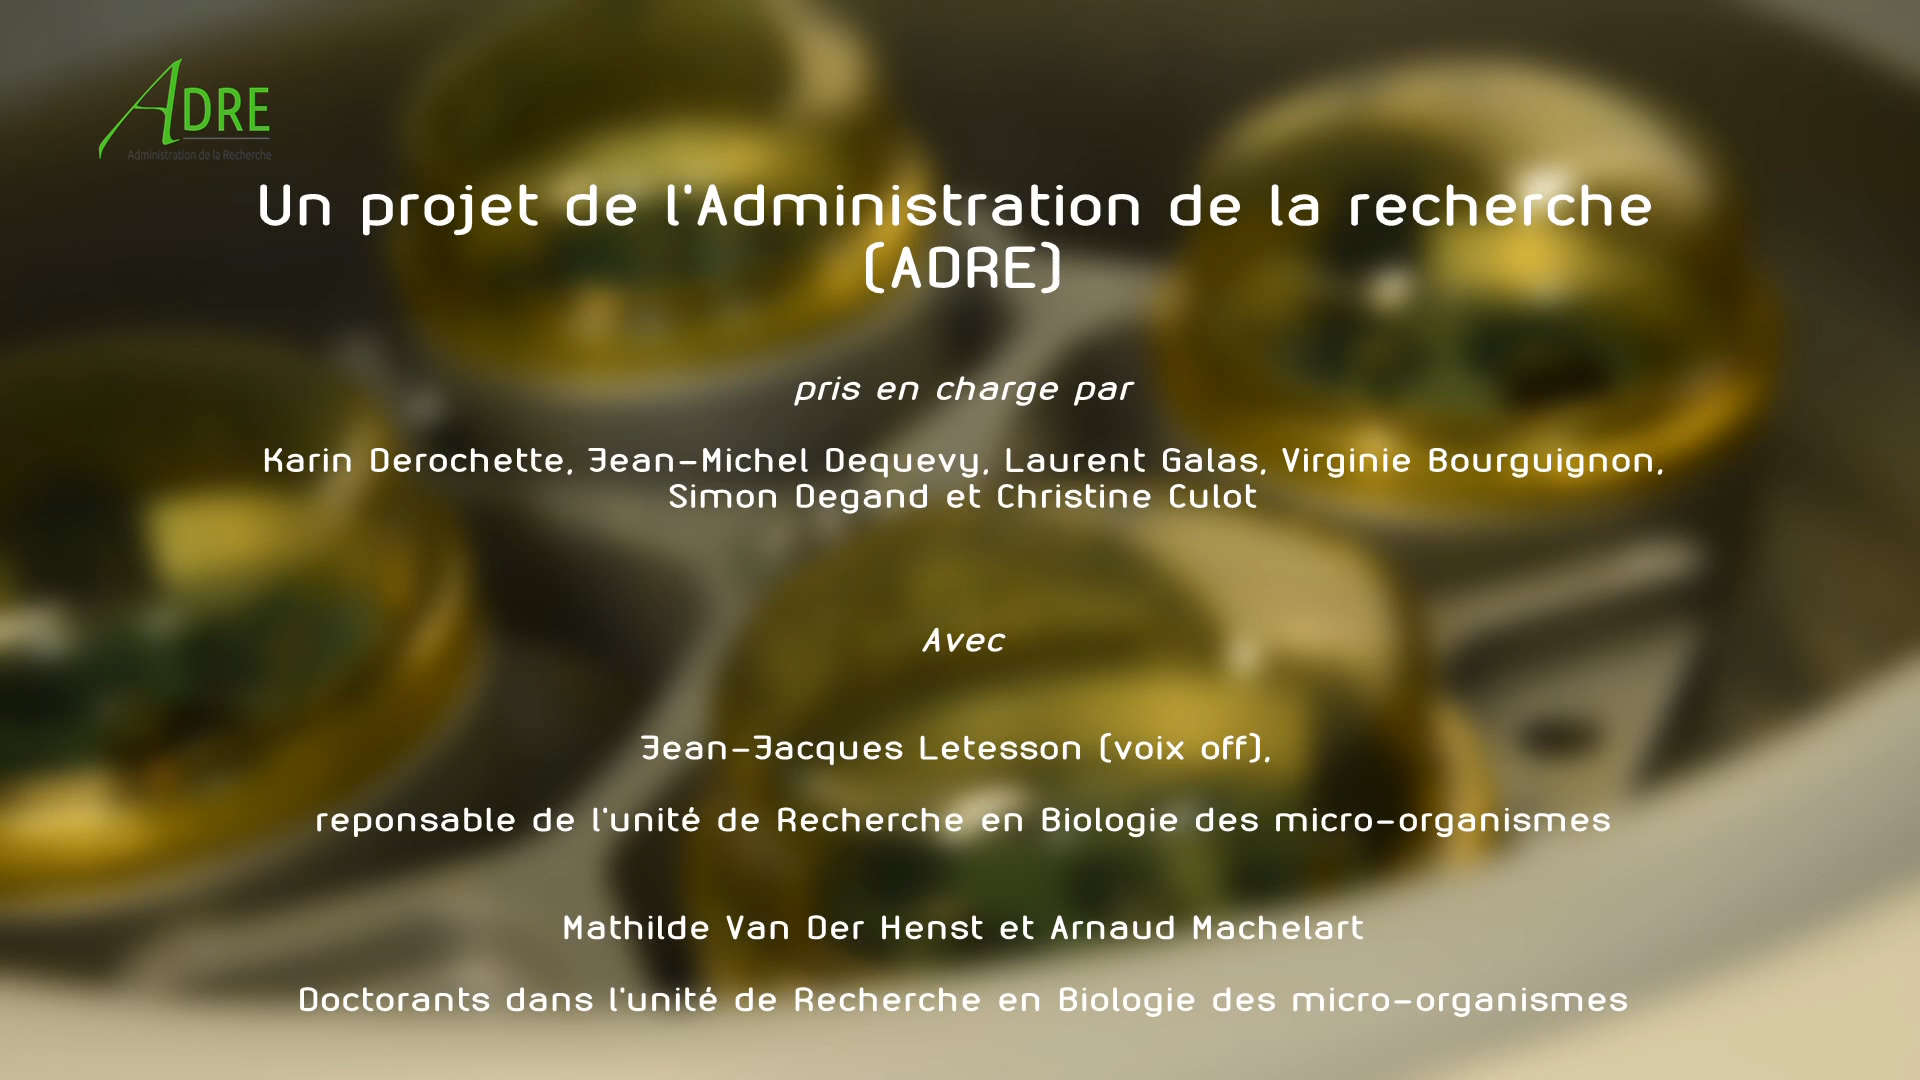 ADRE
Administration de la Recherche
Un projet de l'Administration de la recherche
(ADRE)
pris en charge par
Karin Derochette, Jean-Michel Dequevy, Laurent Galas, Virginie Bourguignon,
Simon Degand et Christine Culot
Avec
Jean-Jacques Letesson (voix off),
reponsable de l'unité de Recherche en Biologie des micro-organismes
Mathilde Van Der Henst et Arnaud Machelart
Doctorants dans l'unité de Recherche en Biologie des micro-organismes